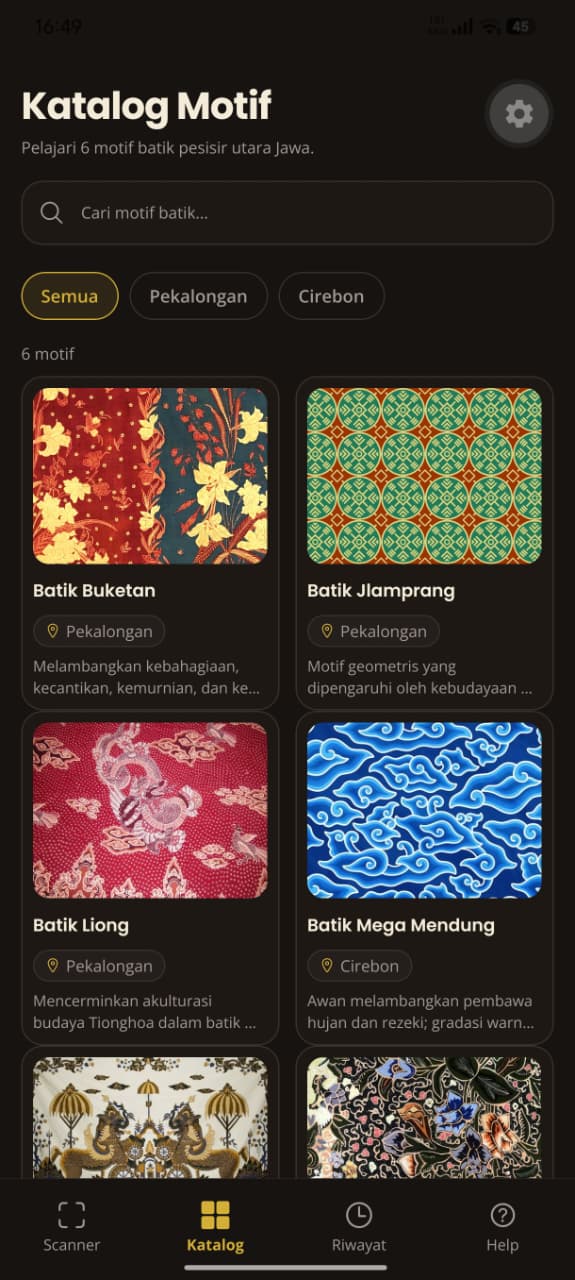 16:49
45
Katalog Motif
Pelajari 6 motif batik pesisir utara Jawa.
Cari motif batik...
Semua
Pekalongan
Cirebon
6 motif
Batik Buketan
Pekalongan
Melambangkan kebahagiaan,
kecantikan, kemurnian, dan ke...
Batik Jlamprang
Pekalongan
Motif geometris yang
dipengaruhi oleh kebudayaan ...
Batik Liong
Pekalongan
Mencerminkan akulturasi
budaya Tionghoa dalam batik ...
Batik Mega Mendung
Cirebon
Awan melambangkan pembawa
hujan dan rezeki; gradasi warn...
Scanner
Katalog
Riwayat
Help